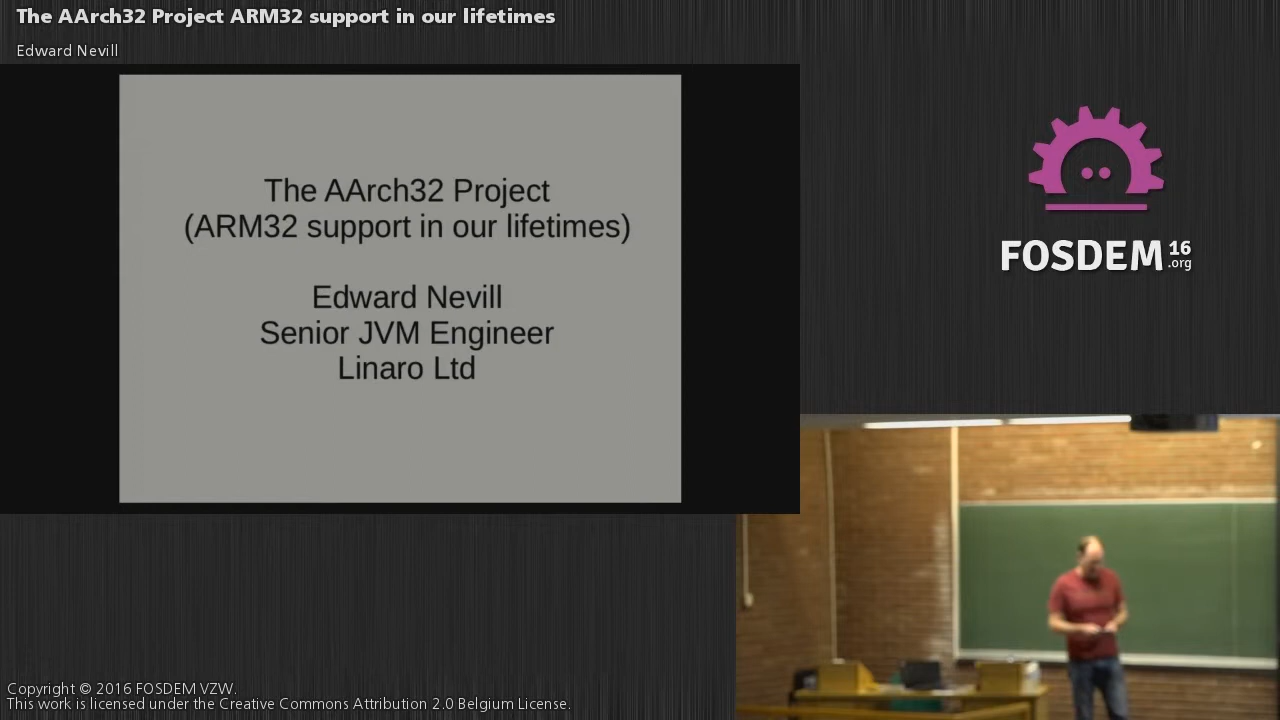 The AArch32 Project ARM32 support in our lifetimes
Edward Nevill
The AArch32 Project
(ARM32 support in our lifetimes)
Edward Nevill
Senior JVM Engineer
Linaro Ltd
FOSDEM 16
.org
Copyright © 2016 FOSDEM VZW.
This work is licensed under the Creative Commons Attribution 2.0 Belgium License.